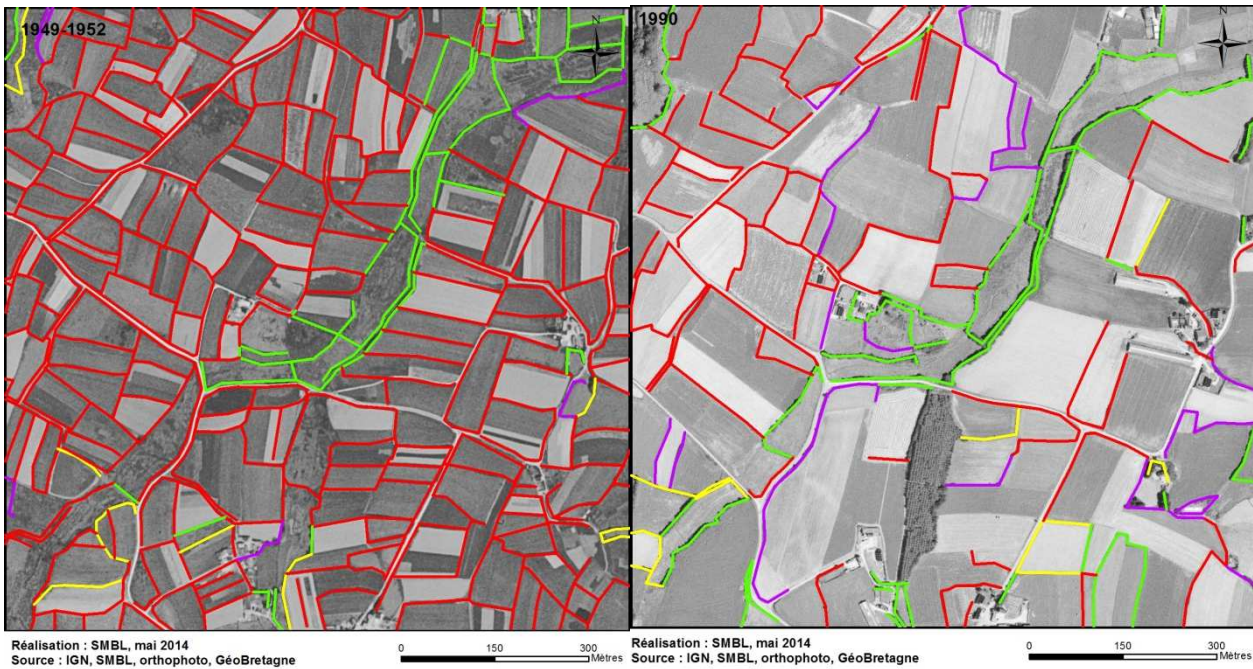 1949-1952
N
Réalisation : SMBL, mai 2014
Source : IGN, SMBL, orthophoto, GéoBretagne
0 150 300
Mètres
1990
N
Réalisation : SMBL, mai 2014
Source : IGN, SMBL, orthophoto, GéoBretagne
0 150 300
Mètres